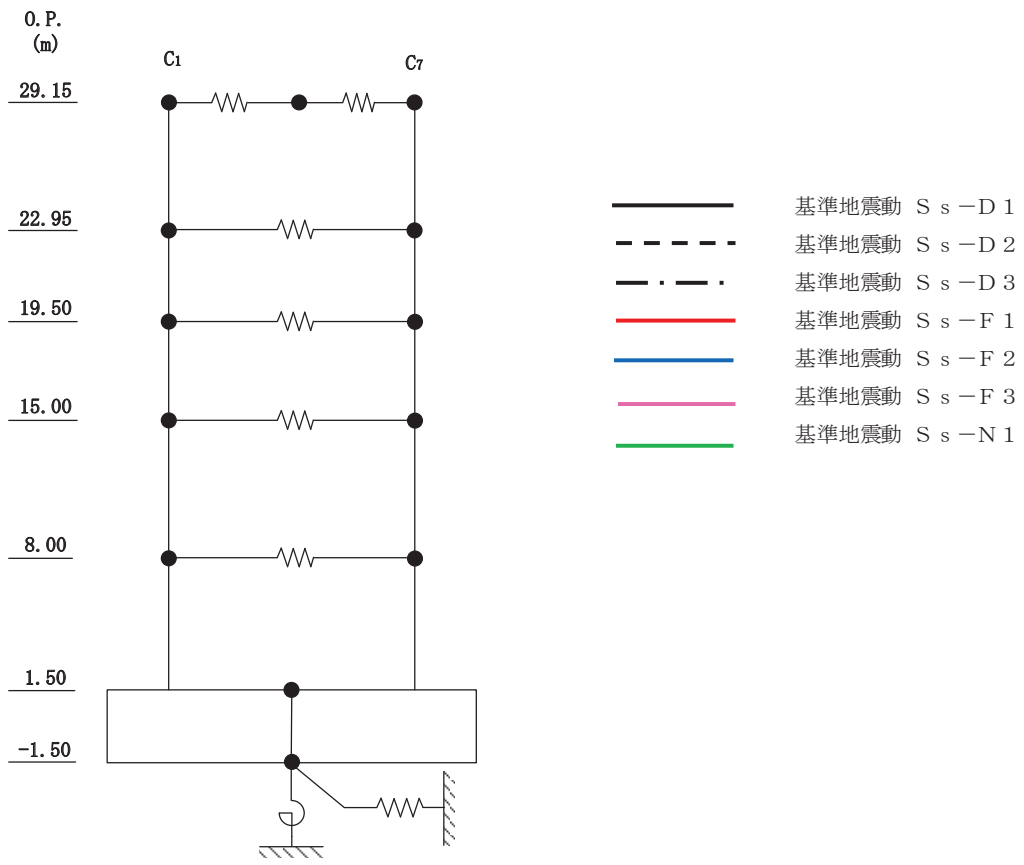 O.P.
(m)
C1
C7
29.15
22.95
19.50
15.00
8.00
1.50
-1.50
基準地震動 Ｓｓ－Ｄ１
基準地震動 Ｓｓ－Ｄ２
基準地震動 Ｓｓ－Ｄ３
基準地震動 Ｓｓ－Ｆ１
基準地震動 Ｓｓ－Ｆ２
基準地震動 Ｓｓ－Ｆ３
基準地震動 Ｓｓ－Ｎ１